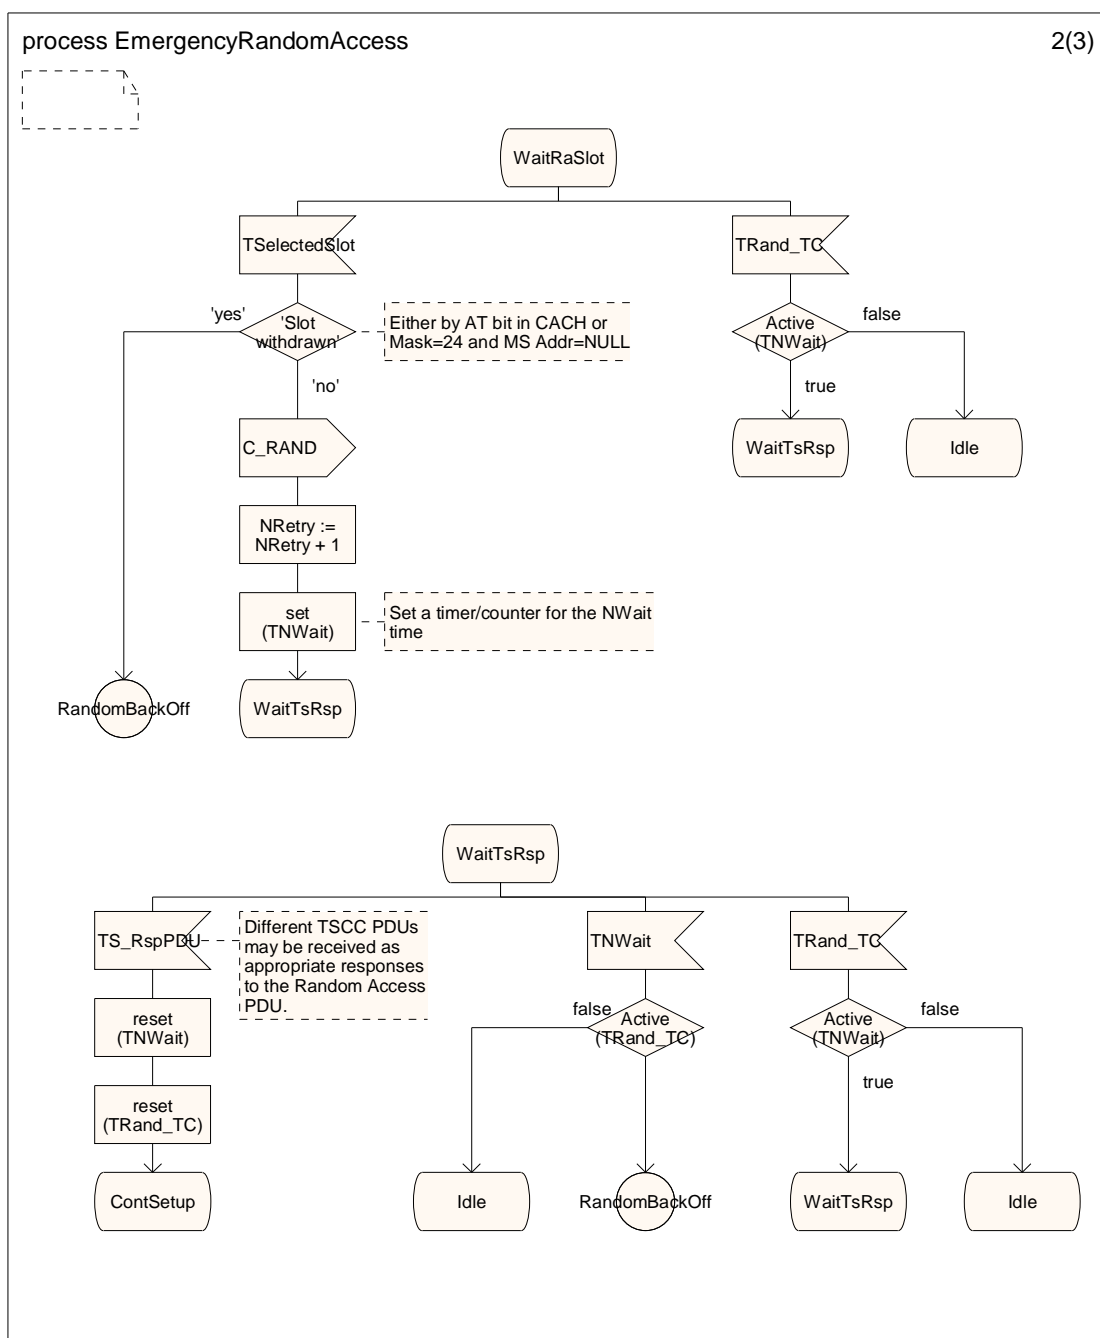 process EmergencyRandomAccess
2(3)
WaitRaSlot
TSelectedSlot
TRand_TC
'yes'
'Slot
withdrawn'
Either by AT bit in CACH or
Mask=24 and MS Addr=NULL
Active
(TNWait)
false
'no'
true
C_RAND
WaitTsRsp
Idle
NRetry :=
NRetry + 1
set
(TNWait)
Set a timer/counter for the NWait
time
RandomBackOff
WaitTsRsp
WaitTsRsp
TS_RspPDU
Different TSCC PDUs
may be received as
appropriate responses
to the Random Access
PDU.
TNWait
TRand_TC
reset
(TNWait)
false
Active
(TRand_TC)
Active
(TNWait)
false
true
reset
(TRand_TC)
ContSetup
Idle
RandomBackOff
WaitTsRsp
Idle